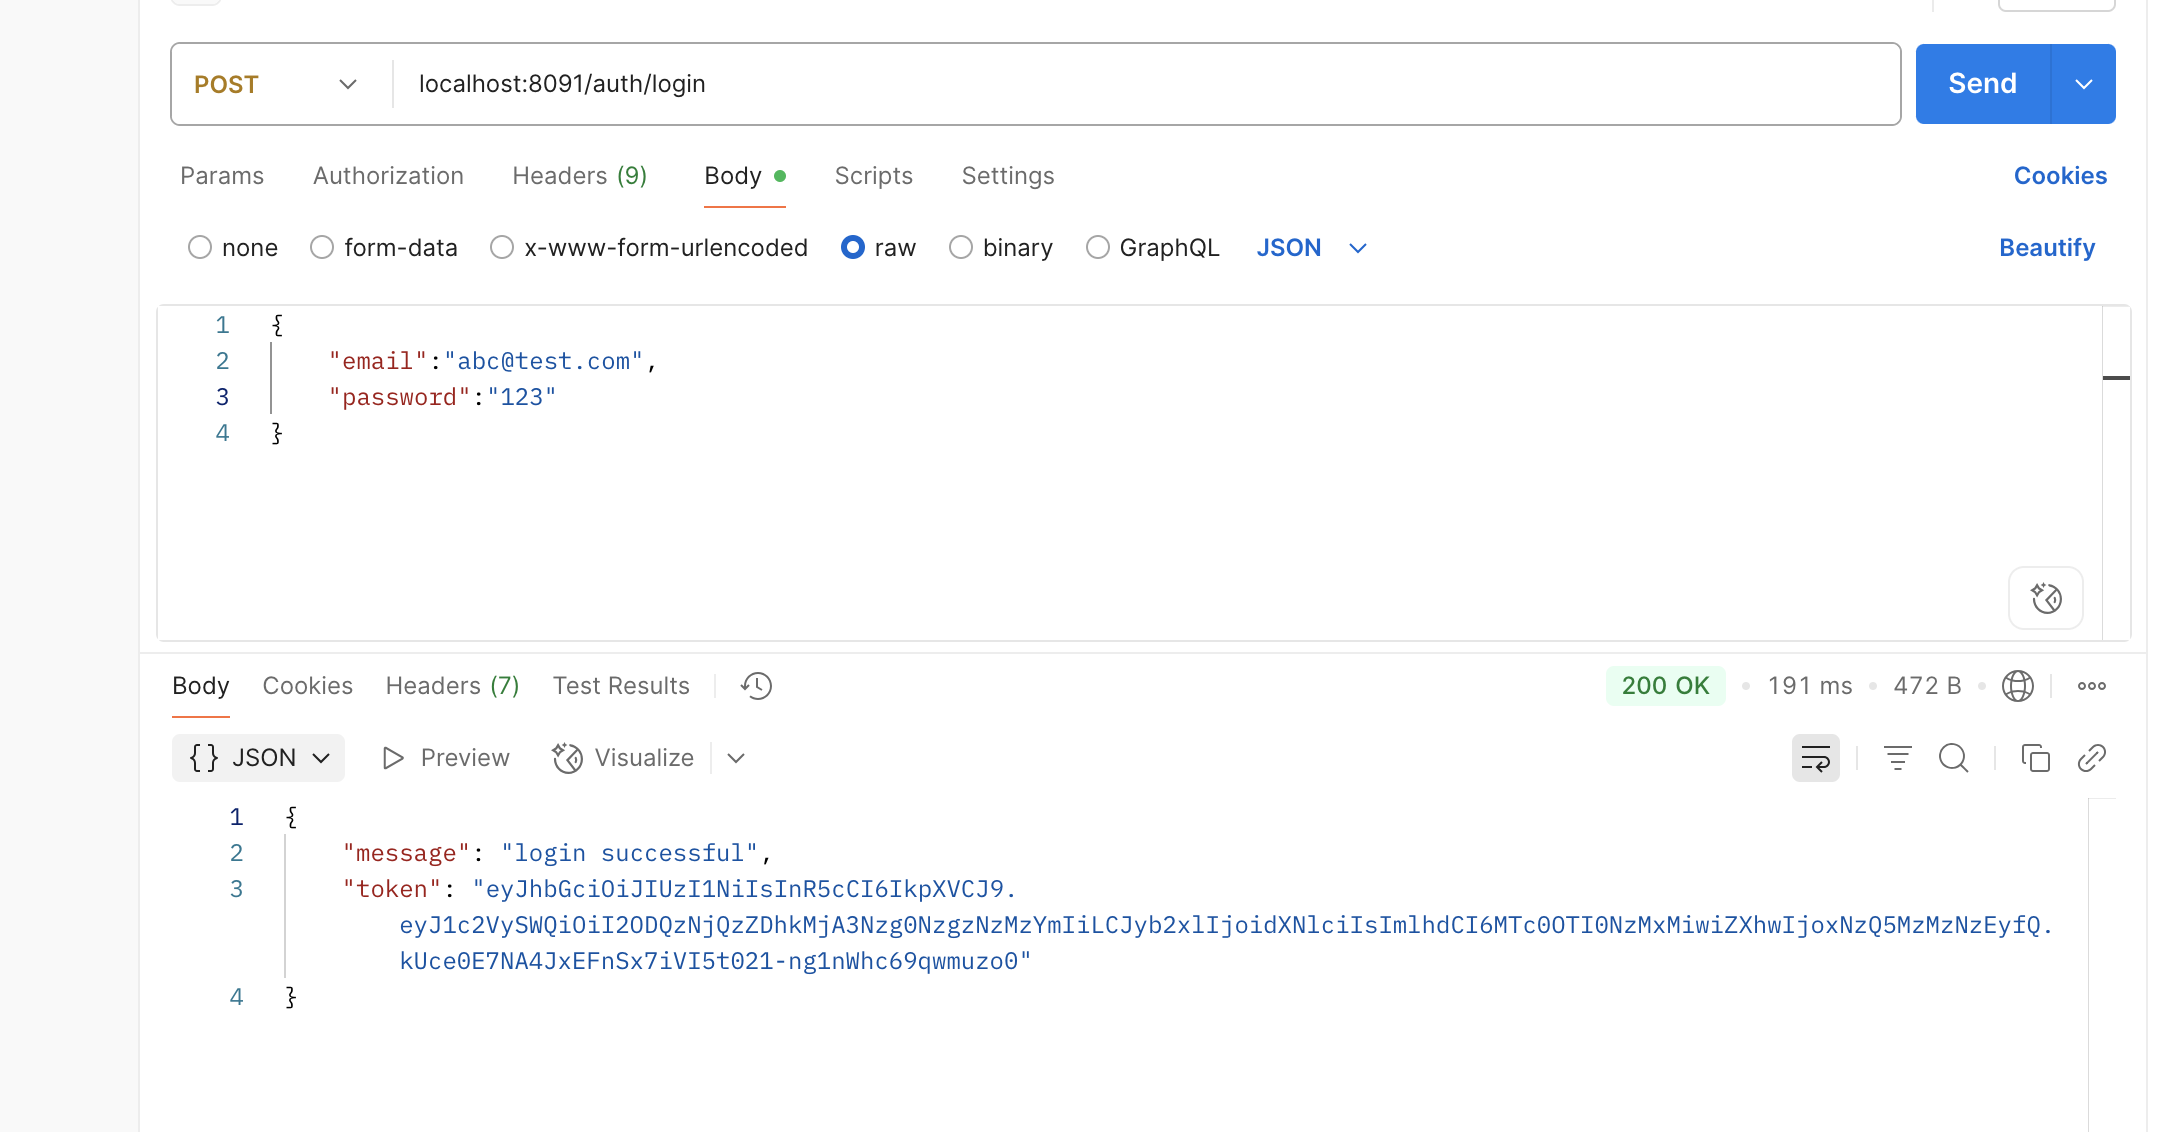 POST localhost:8091/auth/login Send
Params Authorization Headers (9) Body Scripts Settings Cookies
none form-data x-www-form-urlencoded raw binary GraphQL JSON Beautify
1 {
2 "email":"abc@test.com",
3 "password":"123"
4 }
Body Cookies Headers (7) Test Results 200 OK • 191 ms • 472 B •
{} JSON Preview Visualize
1 {
2 "message": "login successful",
3 "token": "eyJhbGciOiJIUzI1NiIsInR5cCI6IkpXVCJ9.
eyJ1c2VySWQiOiI2ODQzNjQzZDhkMjA3Nzg0NzgzNzMzYmIiLCJyb2xlIjoidXNlciIsImlhdCI6MTc0OTI0NzMxMiwiZXhwIjoxNzQ5MzMzNzEyfQ.
kUce0E7NA4JxEFnSx7iVI5t021-ng1nWhc69qwmuzo0"
4 }